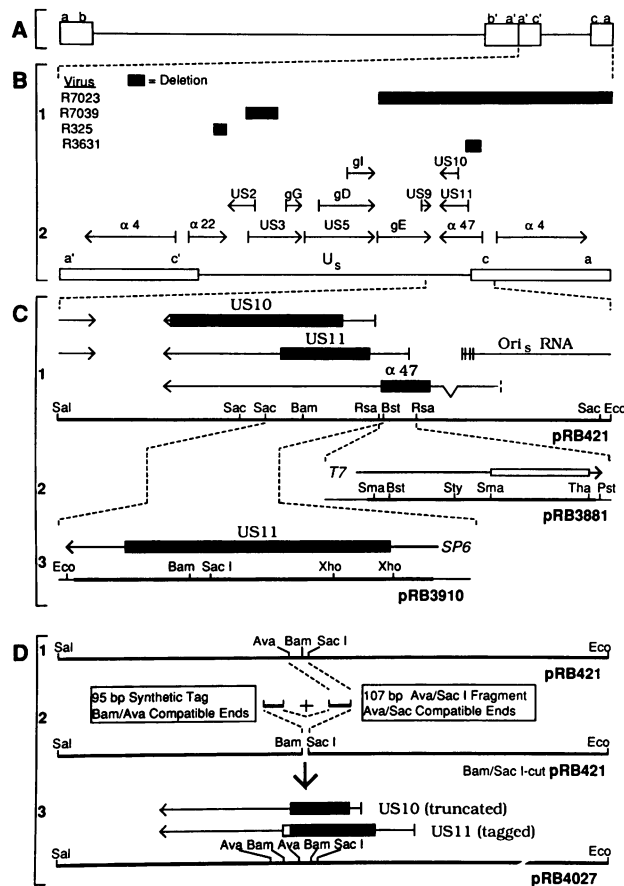 A
a b b' a' a' c' c a
B
1
Virus ■ = Deletion
R7023
R7039
R325
R3631
gI US10
US2 gG gD US9 US11
2
α 4 α 22 US3 US5 gE α 47 α 4
a' c' Us c a
C
US10
US11 Oris RNA
1
α 47
Sal Sac Sac Bam Rsa Bst Rsa Sac Eco
pRB421
2
T7
Sma Bst Sty Sma Tha Pst
pRB3881
US11
SP6
3
Eco Bam Sac I Xho Xho
pRB3910
D
1
Sal Ava Bam Sac I Eco
pRB421
2
95 bp Synthetic Tag
Bam/Ava Compatible Ends
+
107 bp Ava/Sac I Fragment
Ava/Sac Compatible Ends
Sal Bam Sac I Eco
Bam/Sac I-cut pRB421
3
US10 (truncated)
US11 (tagged)
Sal Ava Bam Ava Bam Sac I Eco
pRB4027